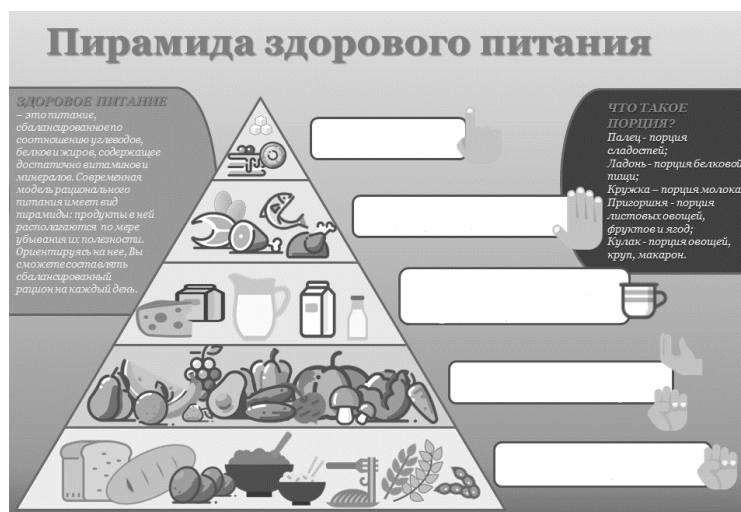 Пирамида здорового питания
ЗДОРОВОЕ ПИТАНИЕ
– это питание,
сбалансированное по
соотношению углеводов,
белков и жиров, содержащее
достаточно витаминов и
минералов. Современная
модель рационального
питания имеет вид
пирамиды: продукты в ней
располагаются по мере
убывания их полезности.
Ориентируясь на нее, Вы
сможете составлять
сбалансированный
рацион на каждый день.
ЧТО ТАКОЕ
ПОРЦИЯ?
Палец - порция
сладостей;
Ладонь - порция белковой
пищи;
Кружка – порция молока
Пригоршня - порция
листовых овощей,
фруктов и ягод;
Кулак - порция овощей,
круп, макарон.